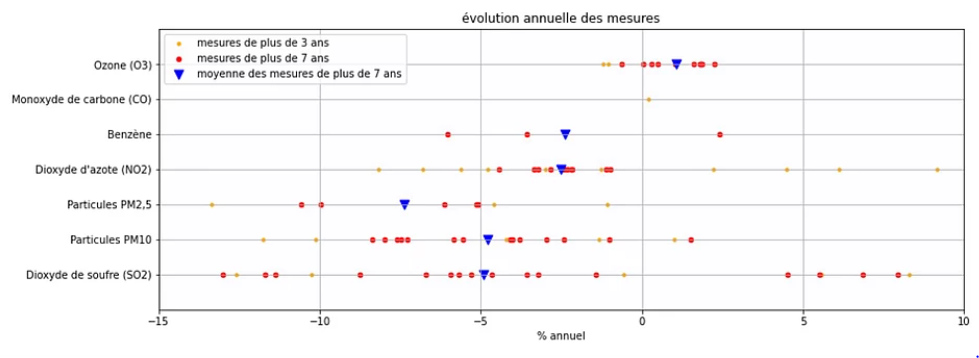 évolution annuelle des mesures
mesures de plus de 3 ans
mesures de plus de 7 ans
moyenne des mesures de plus de 7 ans
Ozone (O3)
Monoxyde de carbone (CO)
Benzène
Dioxyde d'azote (NO2)
Particules PM2,5
Particules PM10
Dioxyde de soufre (SO2)
−15 −10 −5 0 5 10
% annuel